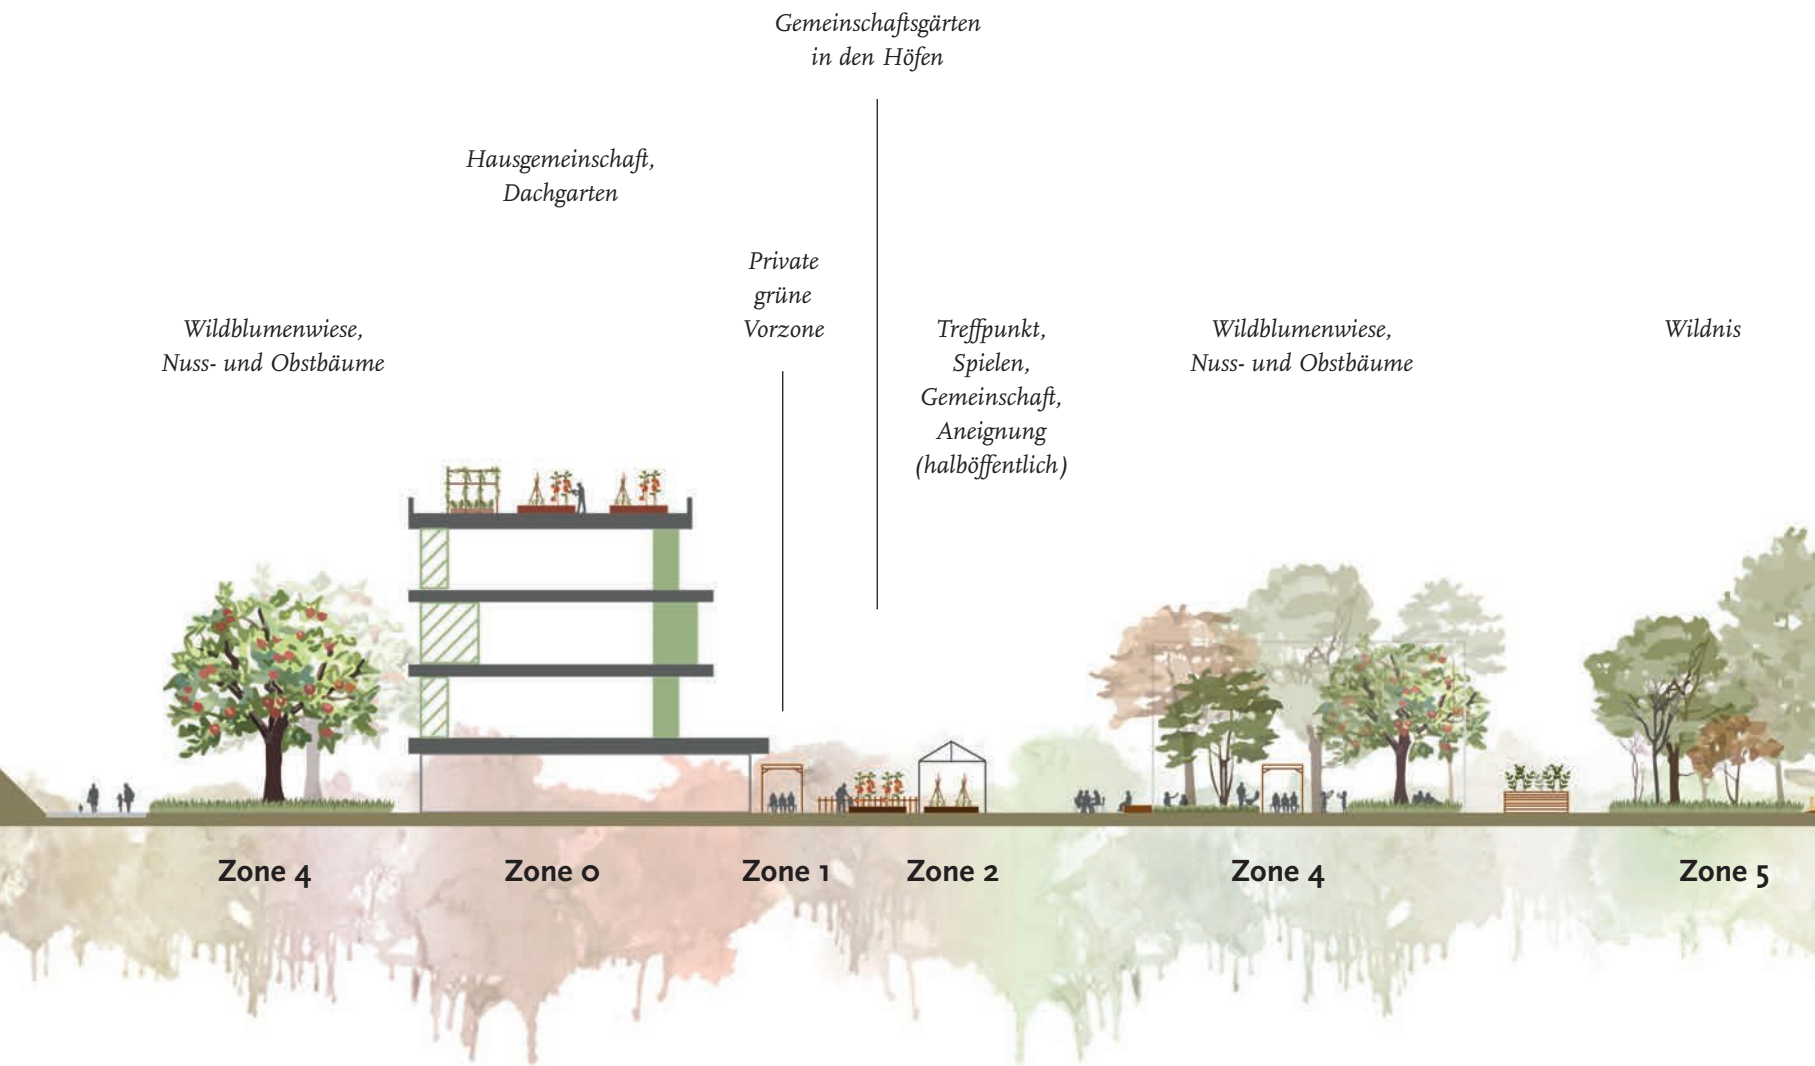 Gemeinschaftsgärten
in den Höfen
Hausgemeinschaft,
Dachgarten
Private
grüne
Vorzone
Wildblumenwiese,
Nuss- und Obstbäume
Treffpunkt,
Spielen,
Gemeinschaft,
Aneignung
(halböffentlich)
Wildblumenwiese,
Nuss- und Obstbäume
Wildnis
Zone 4
Zone 0
Zone 1
Zone 2
Zone 4
Zone 5